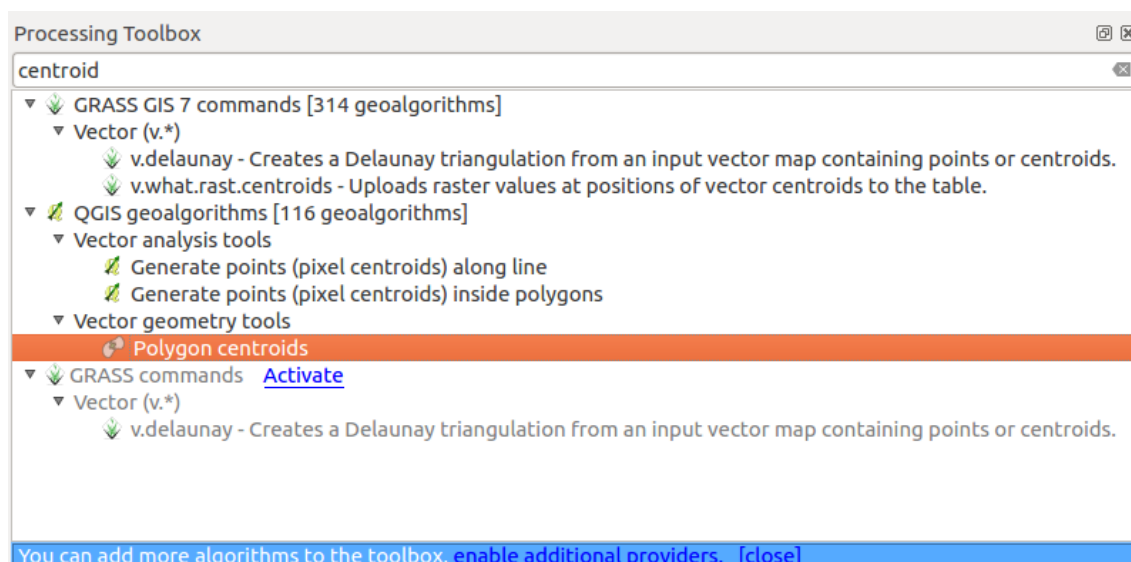 Processing Toolbox
centroid
GRASS GIS 7 commands [314 geoalgorithms]
Vector (v.*)
v.delaunay - Creates a Delaunay triangulation from an input vector map containing points or centroids.
v.what.rast.centroids - Uploads raster values at positions of vector centroids to the table.
QGIS geoalgorithms [116 geoalgorithms]
Vector analysis tools
Generate points (pixel centroids) along line
Generate points (pixel centroids) inside polygons
Vector geometry tools
Polygon centroids
GRASS commands Activate
Vector (v.*)
v.delaunay - Creates a Delaunay triangulation from an input vector map containing points or centroids.
You can add more algorithms to the toolbox, enable additional providers. [close]